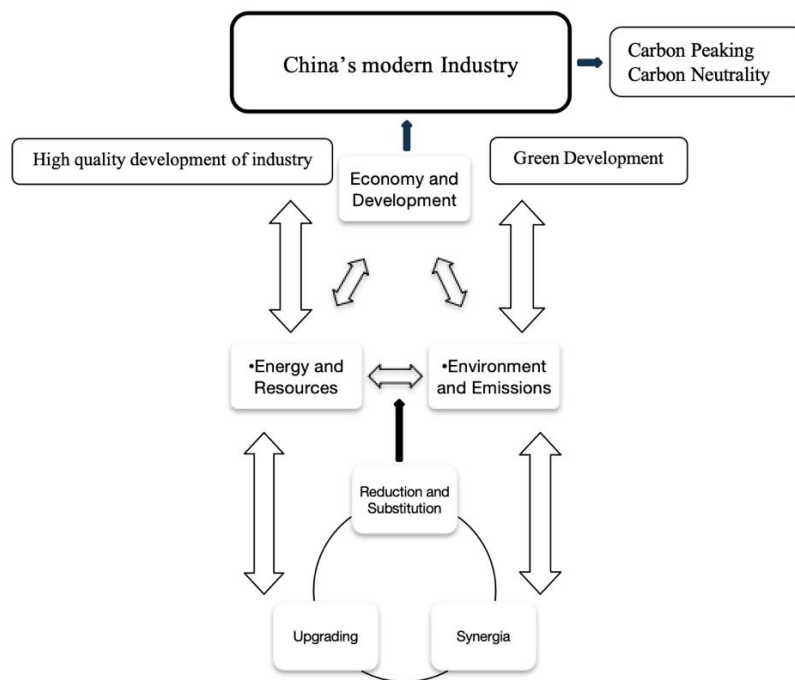 China’s modern Industry
Carbon Peaking
Carbon Neutrality
High quality development of industry
Economy and
Development
Green Development
•Energy and
Resources
•Environment
and Emissions
Reduction and
Substitution
Upgrading
Synergia